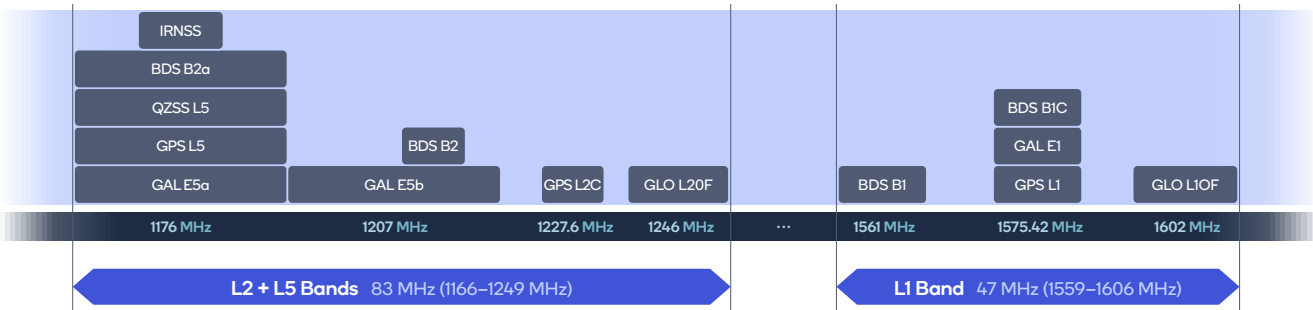 IRNSS
BDS B2a
QZSS L5
BDS B1C
GPS L5
BDS B2
GAL E1
GAL E5a
GAL E5b
GPS L2C
GLO L20F
BDS B1
GPS L1
GLO L1OF
1176 MHz
1207 MHz
1227.6 MHz
1246 MHz
...
1561 MHz
1575.42 MHz
1602 MHz
L2 + L5 Bands 83 MHz (1166–1249 MHz)
L1 Band 47 MHz (1559–1606 MHz)